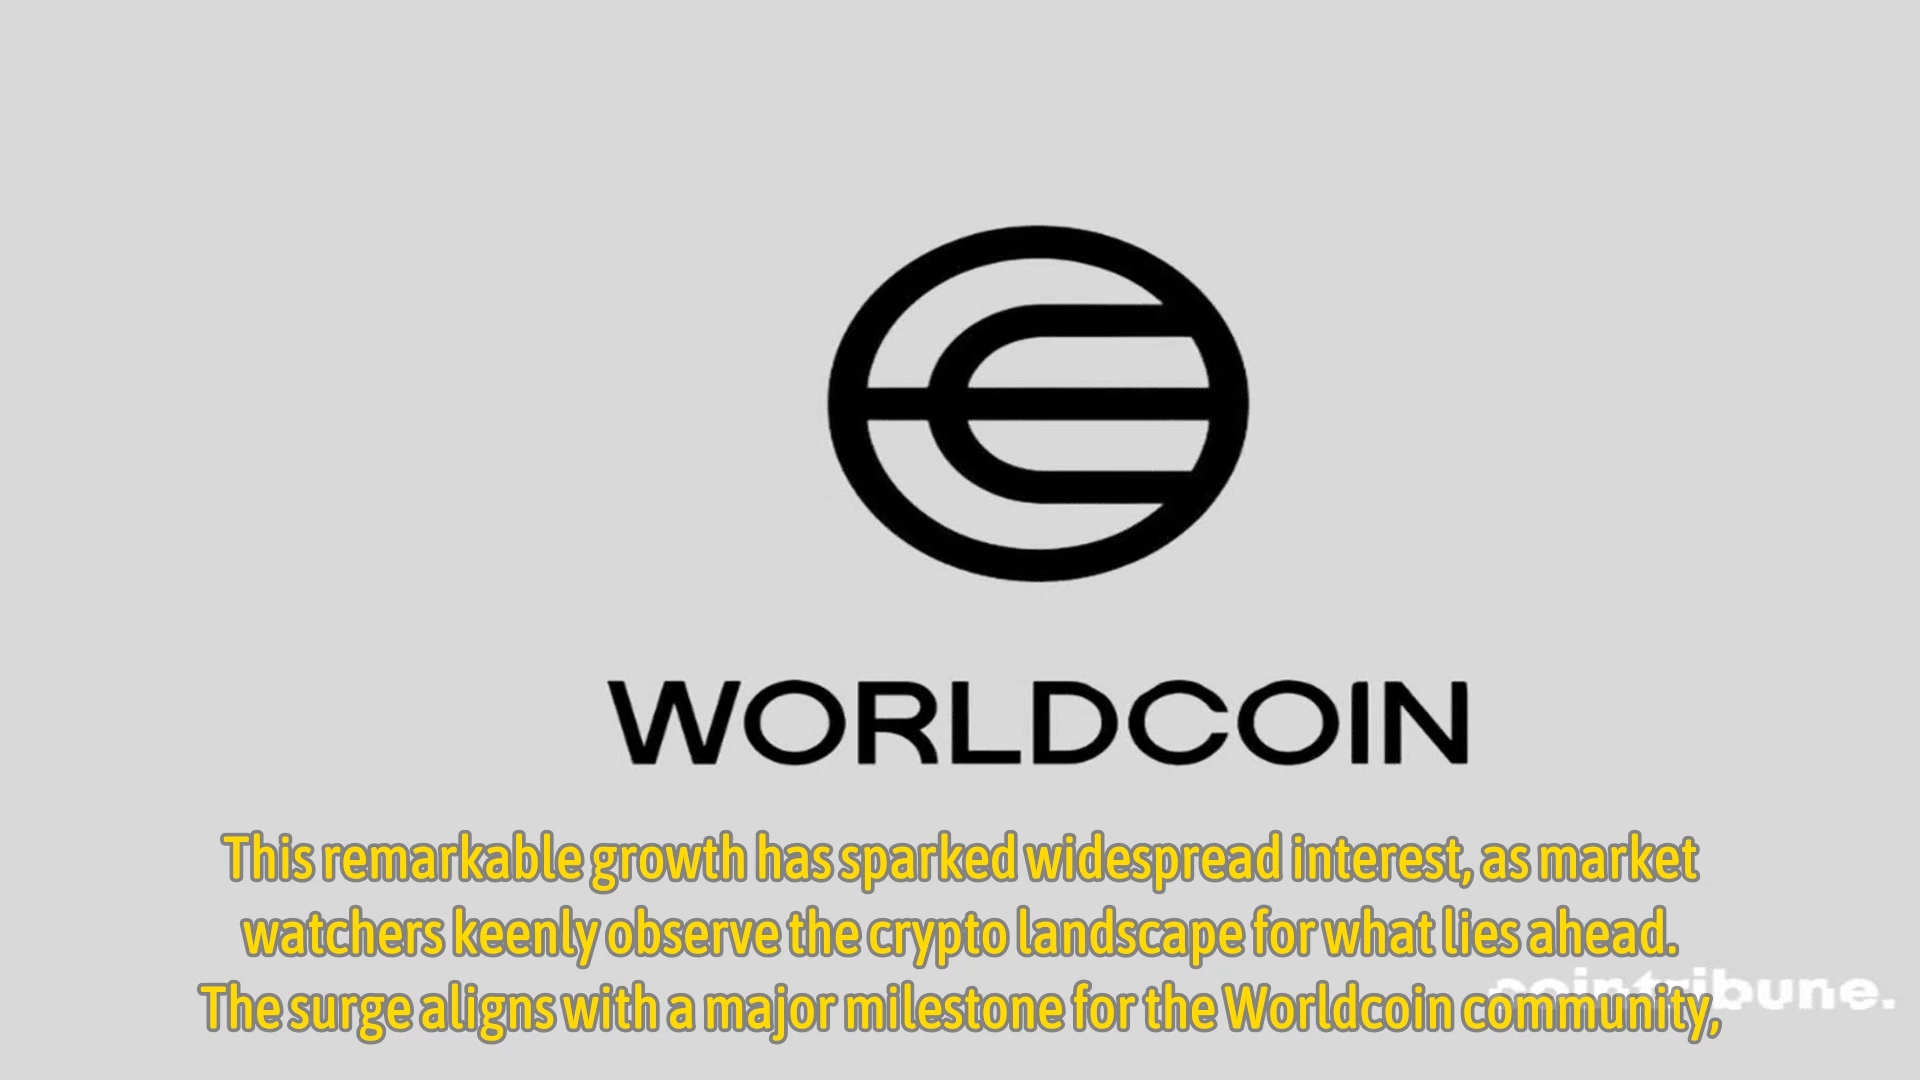 WORLDCOIN
This remarkable growth has sparked widespread interest, as market
watchers keenly observe the crypto landscape for what lies ahead.
The surge aligns with a major milestone for the Worldcoin community,
cointribune.